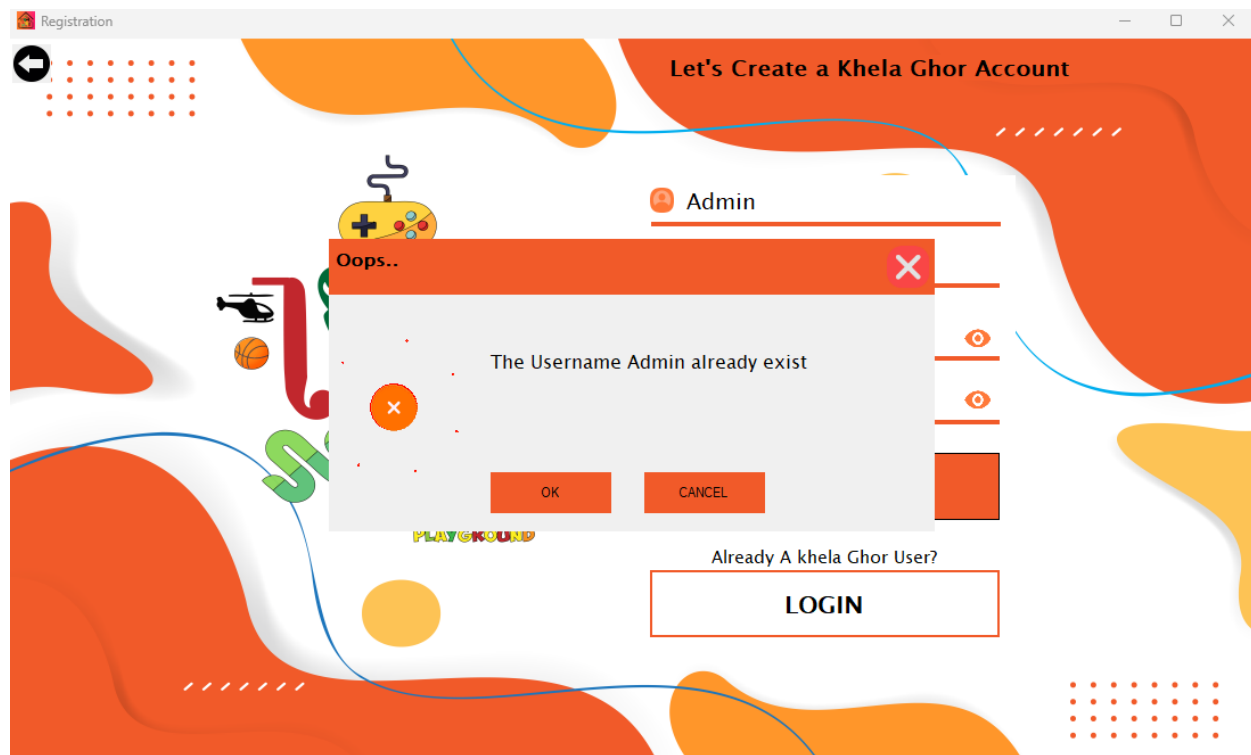 Registration
Let's Create a Khela Ghor Account
Admin
Oops..
The Username Admin already exist
OK
CANCEL
PLAYGROUND
Already A khela Ghor User?
LOGIN